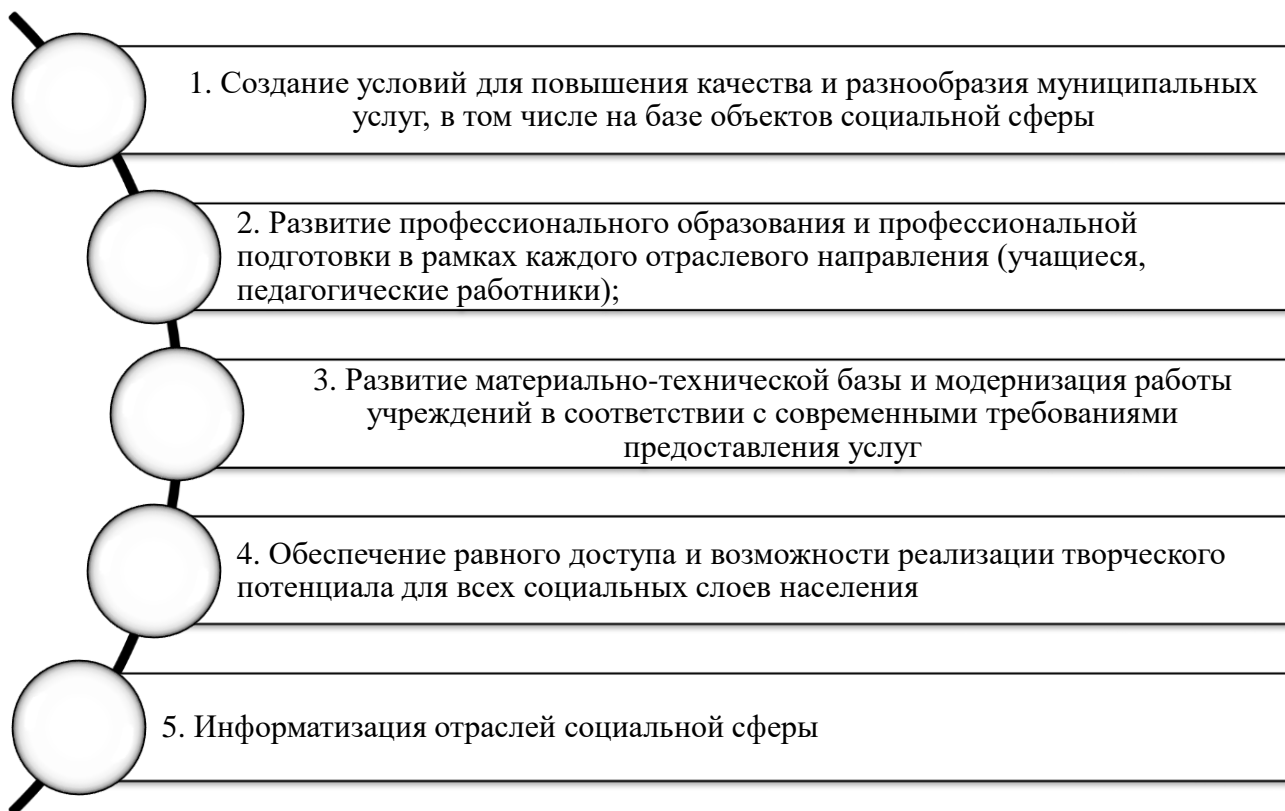 1. Создание условий для повышения качества и разнообразия муниципальных
услуг, в том числе на базе объектов социальной сферы
2. Развитие профессионального образования и профессиональной
подготовки в рамках каждого отраслевого направления (учащиеся,
педагогические работники);
3. Развитие материально-технической базы и модернизация работы
учреждений в соответствии с современными требованиями
предоставления услуг
4. Обеспечение равного доступа и возможности реализации творческого
потенциала для всех социальных слоев населения
5. Информатизация отраслей социальной сферы